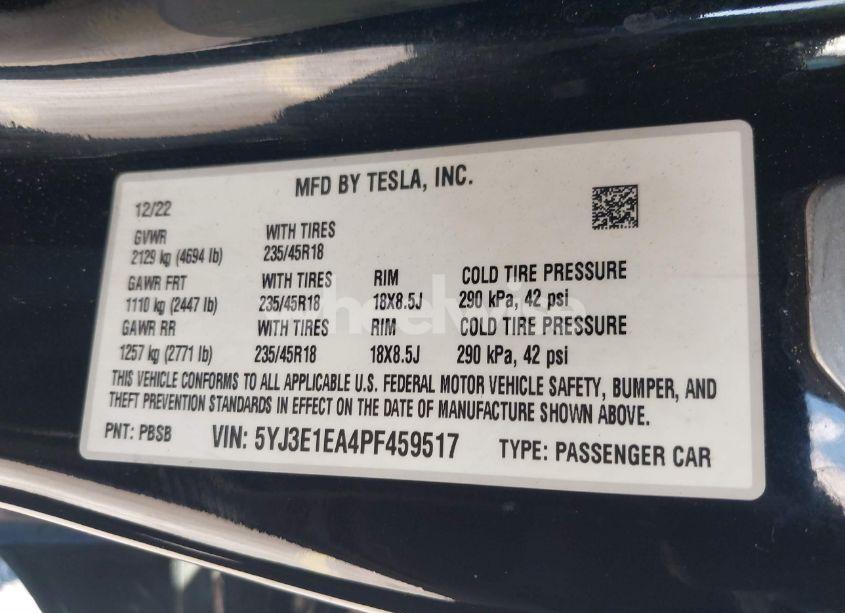 MFD BY TESLA, INC.
12/22
GVWR WITH TIRES
2129 kg (4694 lb) 235/45R18
GAWR FRT WITH TIRES RIM COLD TIRE PRESSURE
1110 kg (2447 lb) 235/45R18 18X8.5J 290 kPa, 42 psi
GAWR RR WITH TIRES RIM COLD TIRE PRESSURE
1257 kg (2771 lb) 235/45R18 18X8.5J 290 kPa, 42 psi
THIS VEHICLE CONFORMS TO ALL APPLICABLE U.S. FEDERAL MOTOR VEHICLE SAFETY, BUMPER, AND
THEFT PREVENTION STANDARDS IN EFFECT ON THE DATE OF MANUFACTURE SHOWN ABOVE.
PNT: PBSB VIN: 5YJ3E1EA4PF459517 TYPE: PASSENGER CAR